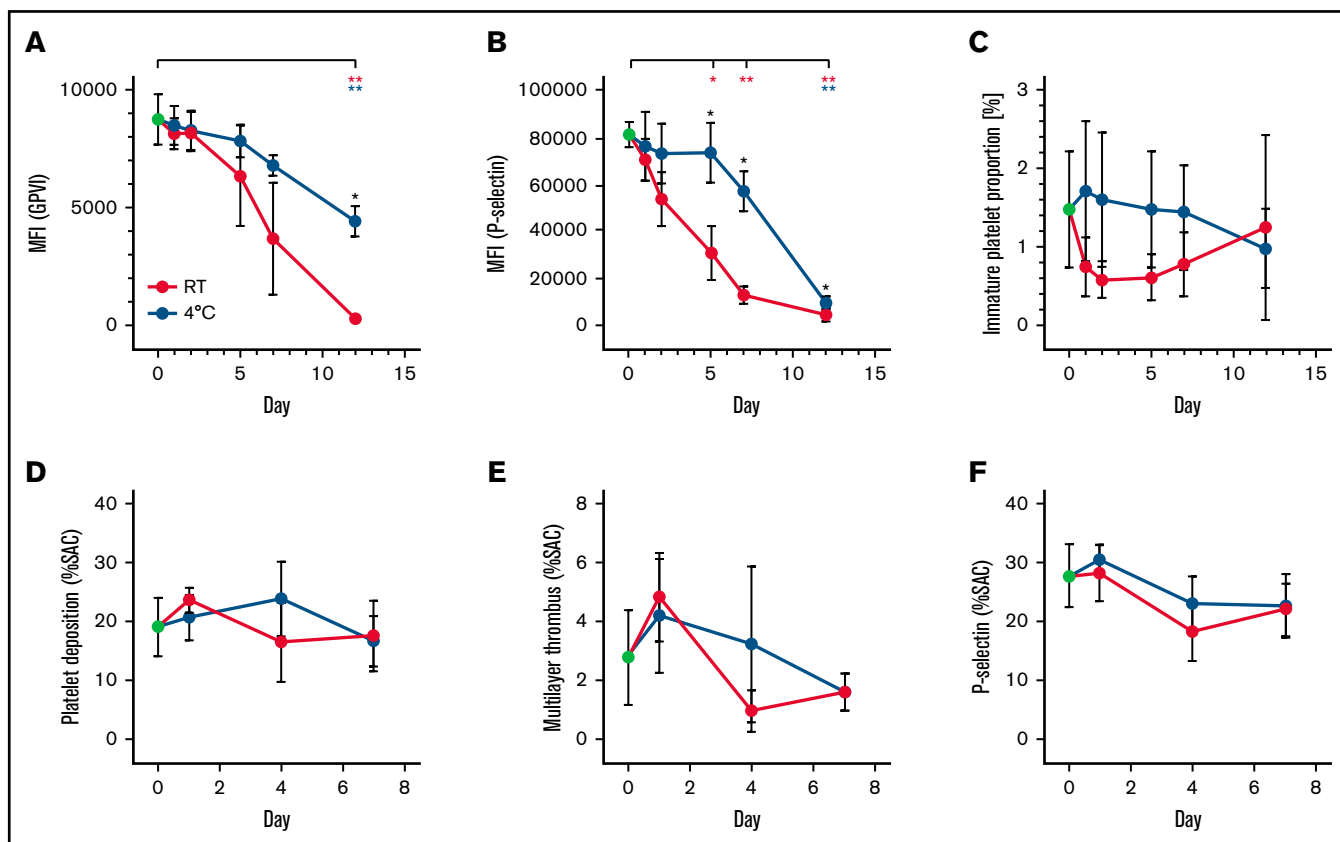 A
B
C
**
**
* ** **
**
10000
5000
0
MFI (GPVI)
*
RT
4°C
0 5 10 15
Day
100000
80000
60000
40000
20000
0
MFI (P-selectin)
*
*
*
0 5 10 15
Day
3
2
1
0
Immature platelet proportion [%]
0 5 10 15
Day
D
E
F
40
30
20
10
0
Platelet deposition (%SAC)
0 2 4 6 8
Day
8
6
4
2
0
Multilayer thrombus (%SAC)
0 2 4 6 8
Day
40
30
20
10
0
P-selectin (%SAC)
0 2 4 6 8
Day